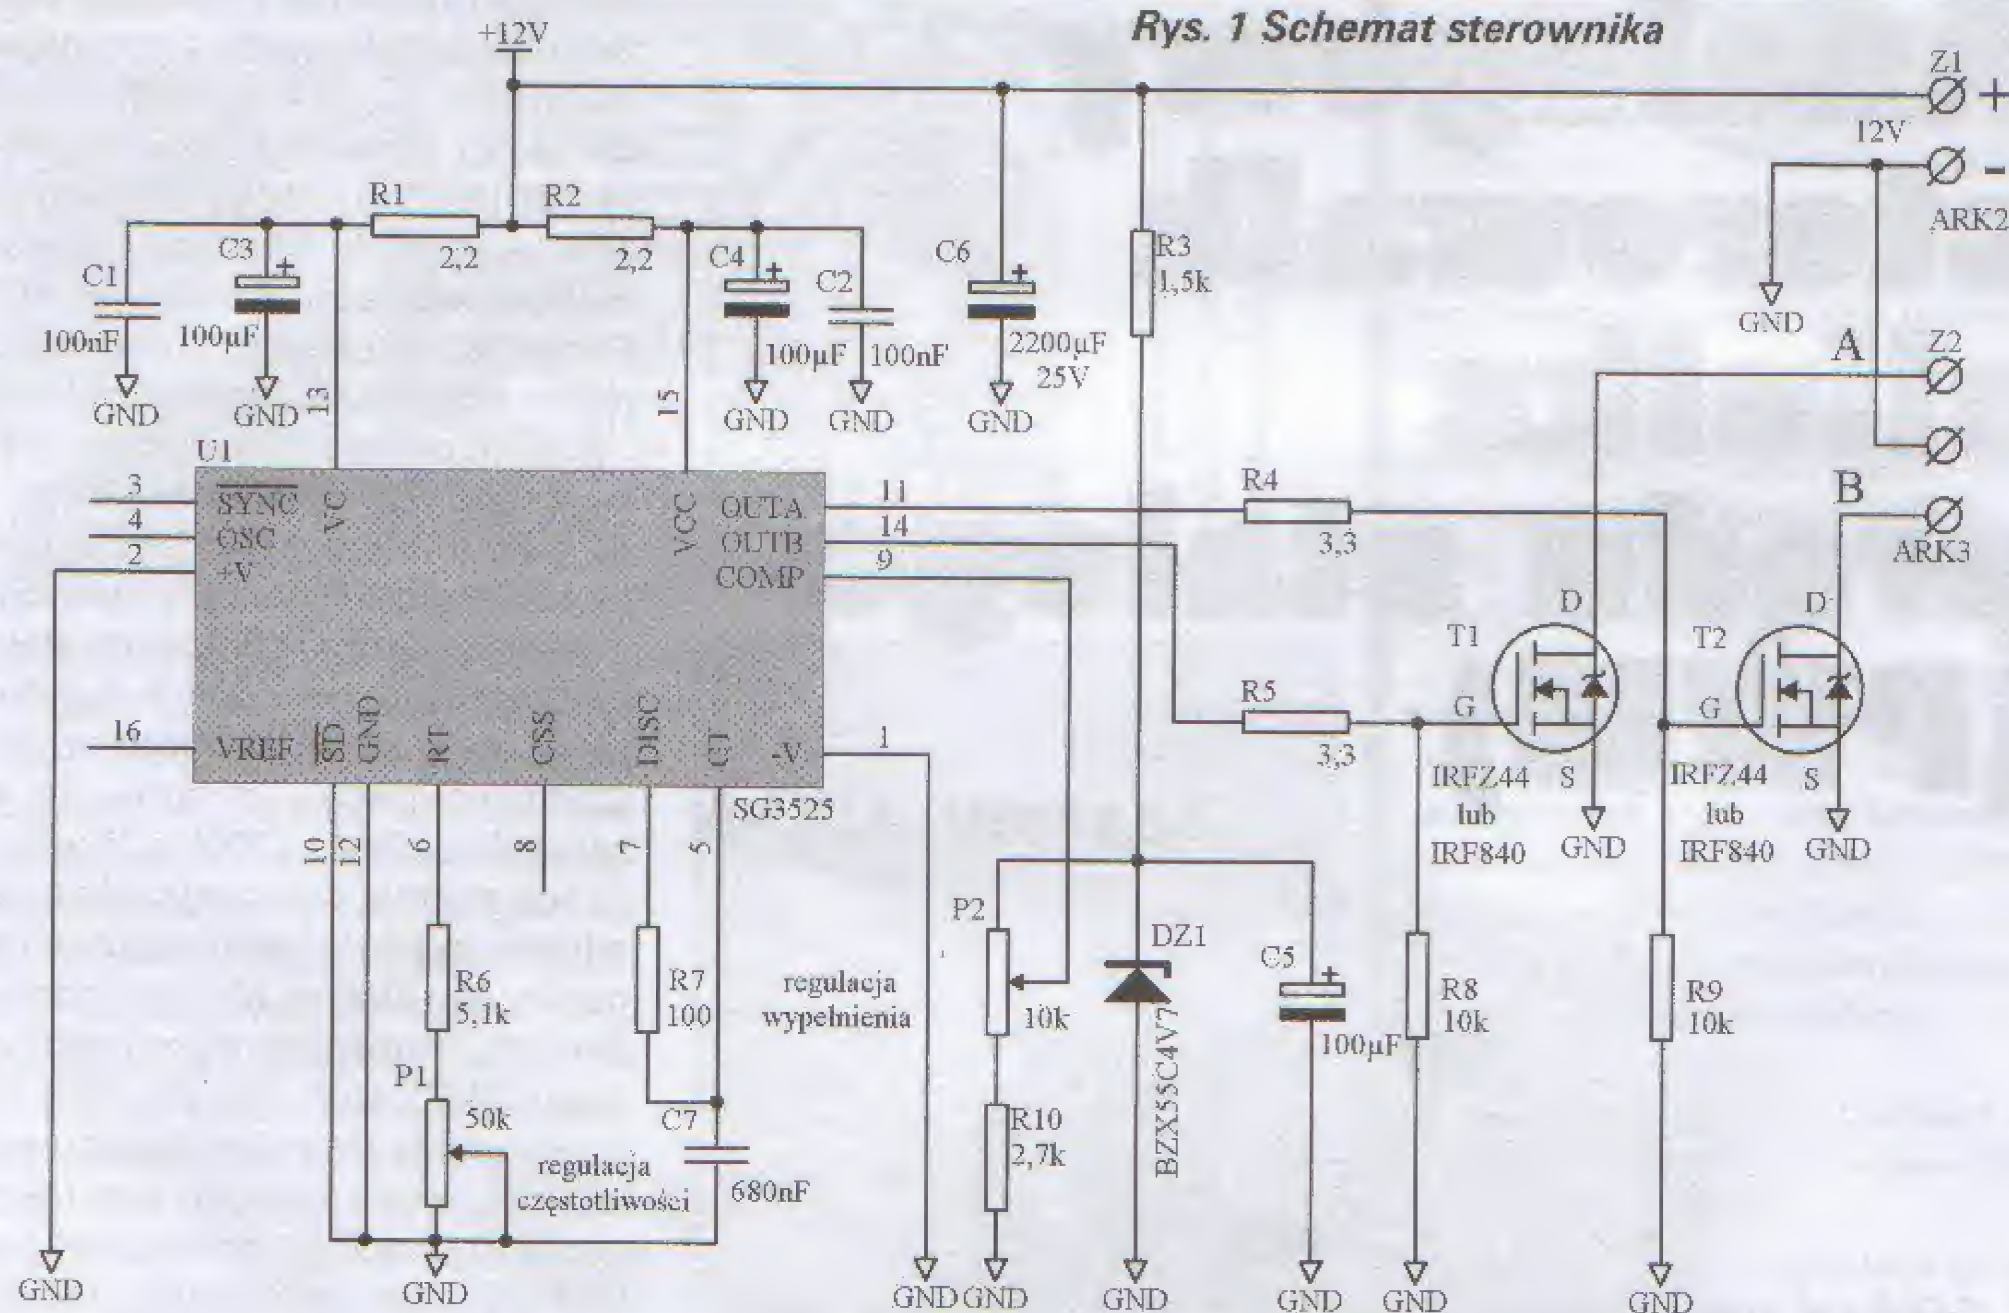 Rys. 1 Schemat sterownika
+12V
Z1
+
12V
-
ARK2
GND
R1
2,2
R2
2,2
C1
100nF
GND
C3
+
100µF
GND
13
15
C4
+
100µF
GND
C2
100nF
GND
C6
+
2200µF
25V
GND
R3
1,5k
A
Z2
B
ARK3
U1
3
SYNC
4
OSC
2
+V
16
VREF
VC
VCC
OUTA
11
OUTB
14
COMP
9
-V
1
SD
GND
RT
CSS
DISC
CT
SG3525
10
12
6
8
7
5
R4
3,3
R5
3,3
T1
D
G
S
IRFZ44
lub
IRF840
GND
T2
D
G
S
IRFZ44
lub
IRF840
GND
R6
5,1k
R7
100
P1
50k
regulacja
częstotliwości
C7
680nF
regulacja
wypełnienia
P2
10k
R10
2,7k
DZ1
BZX55C4V7
C5
+
100µF
R8
10k
R9
10k
GND
GND
GND
GND
GND
GND
GND
GND